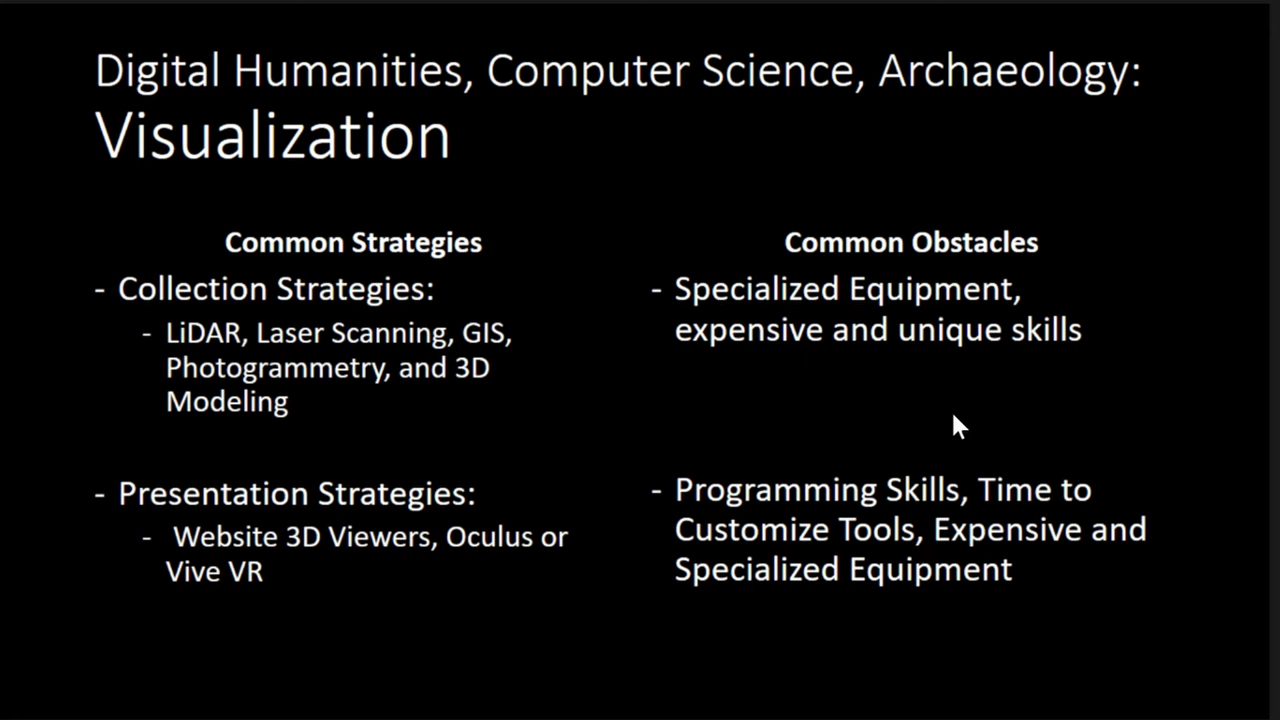 Digital Humanities, Computer Science, Archaeology:
Visualization
Common Strategies
- Collection Strategies:
- LiDAR, Laser Scanning, GIS,
Photogrammetry, and 3D
Modeling
- Presentation Strategies:
- Website 3D Viewers, Oculus or
Vive VR
Common Obstacles
- Specialized Equipment,
expensive and unique skills
- Programming Skills, Time to
Customize Tools, Expensive and
Specialized Equipment